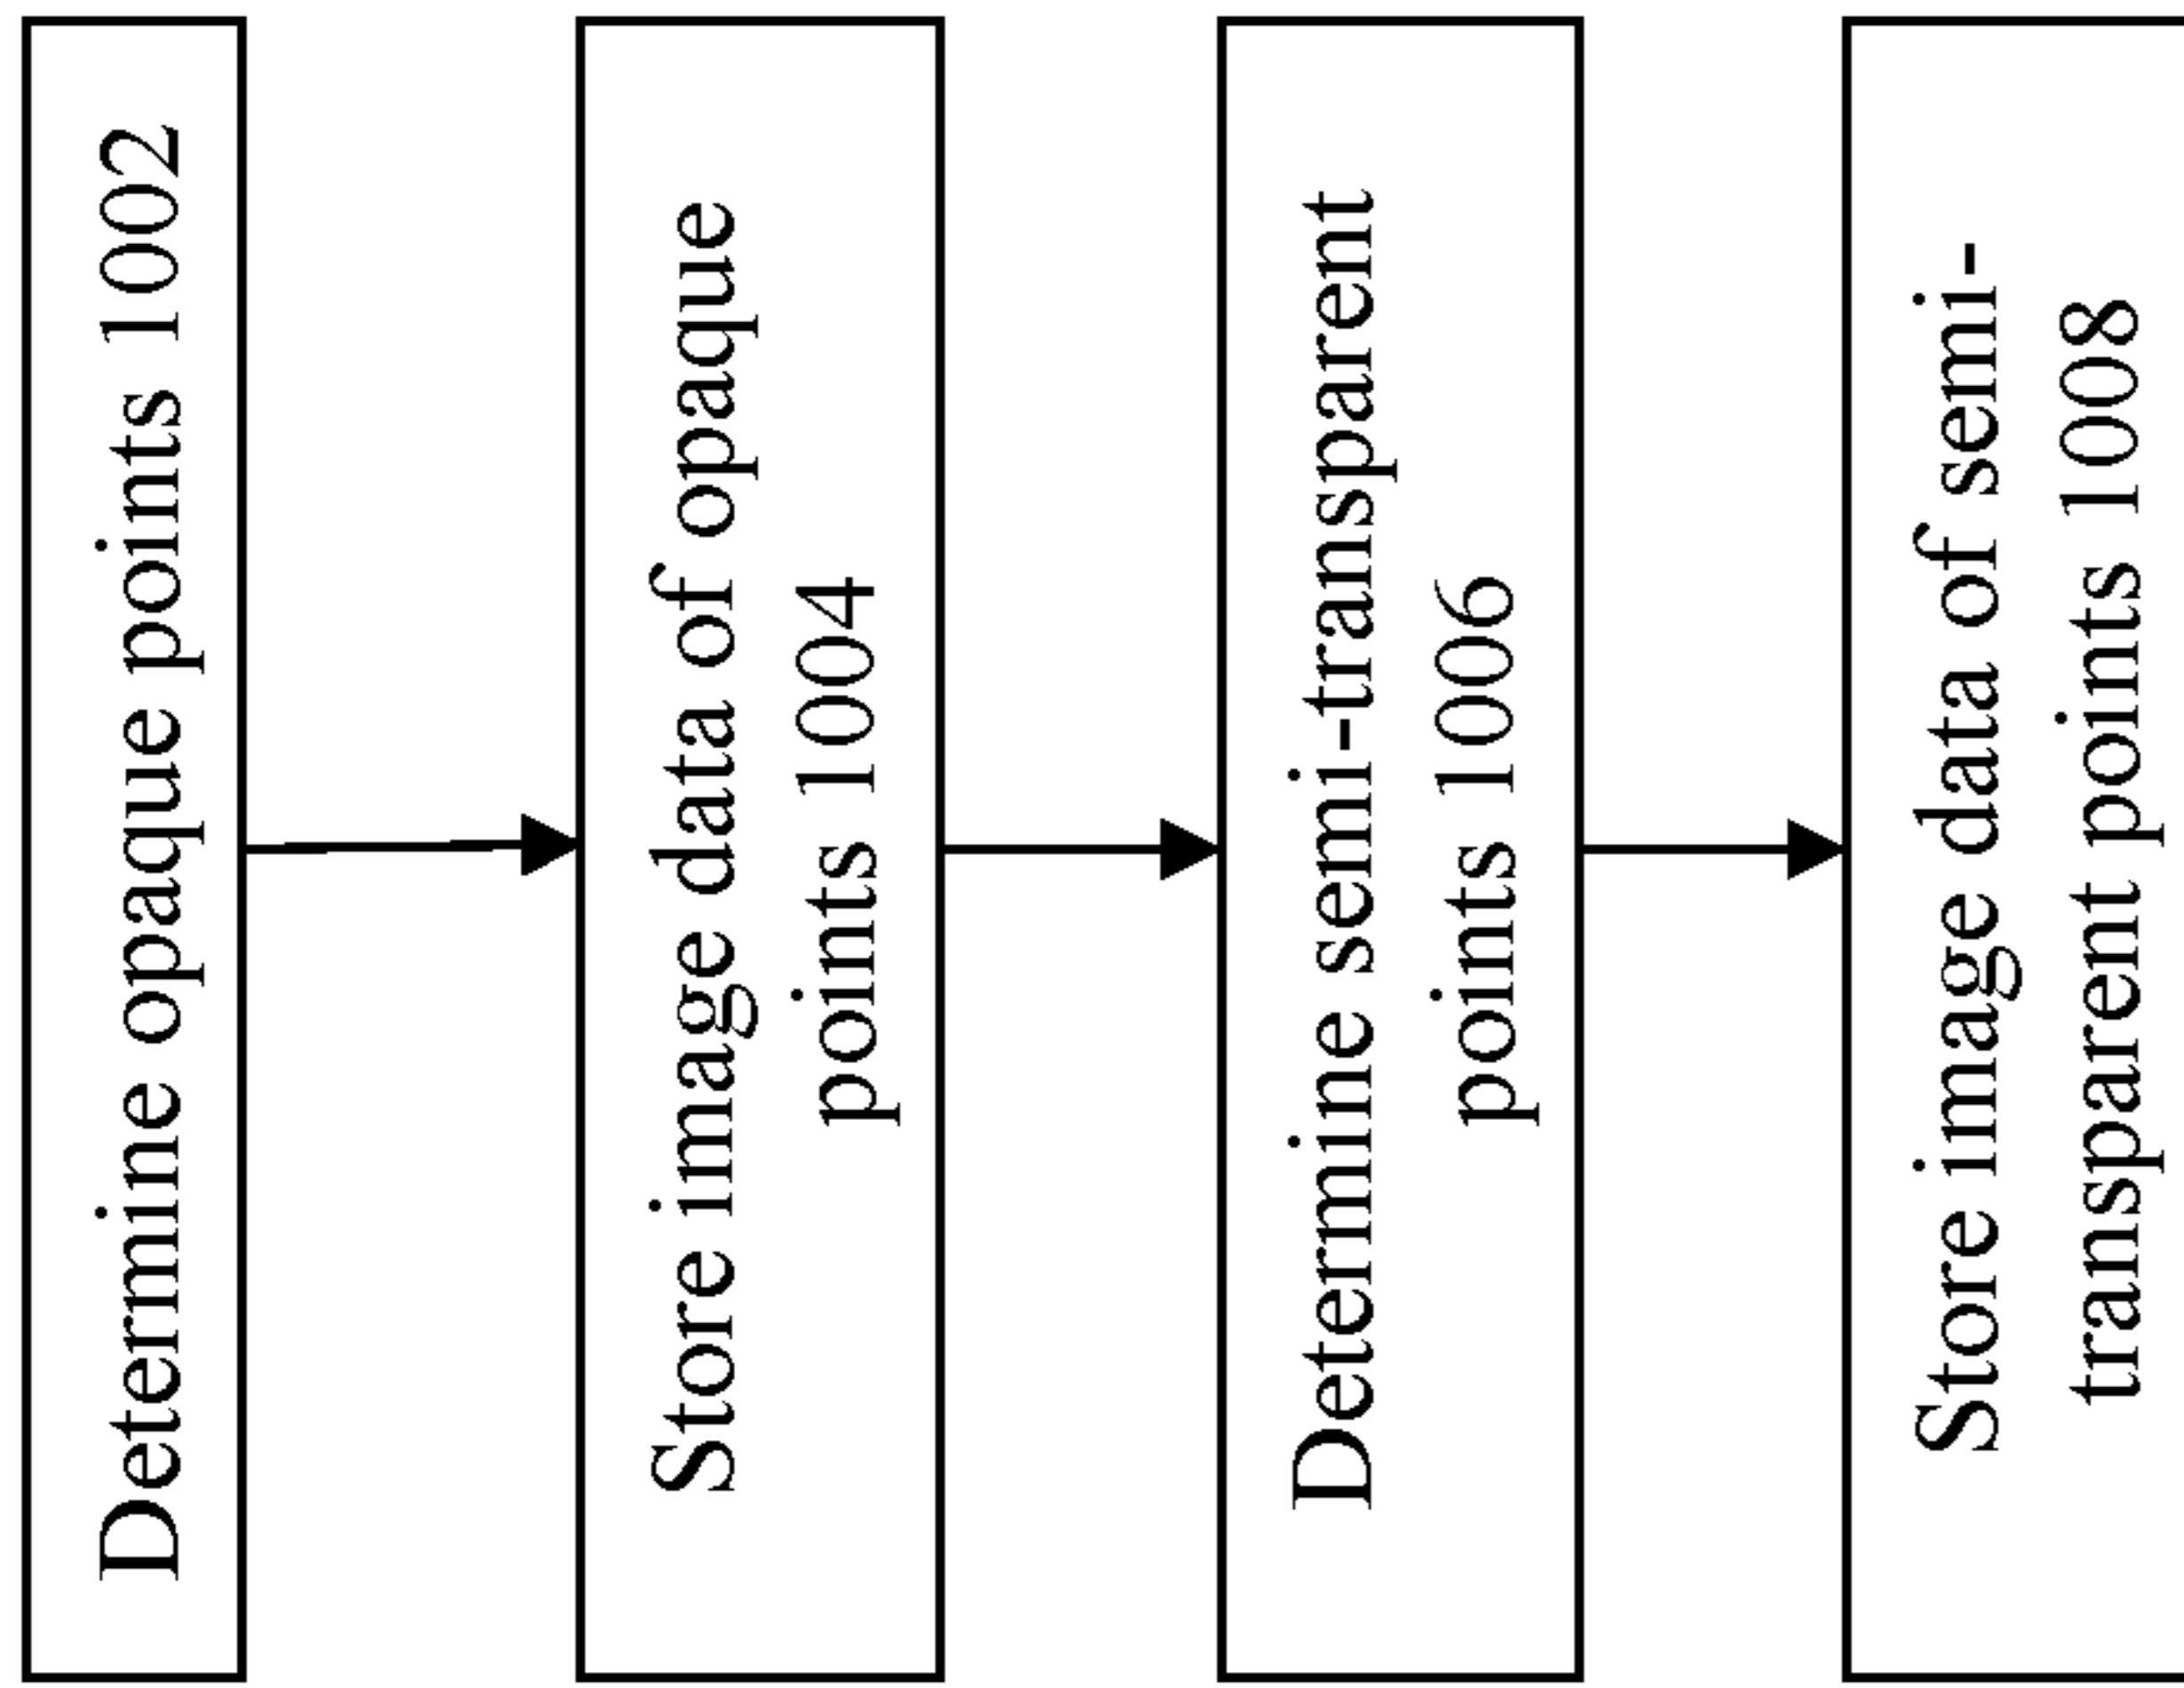 Determine opaque points 1002
Store image data of opaque
points 1004
Determine semi-transparent
points 1006
Store image data of semi-
transparent points 1008